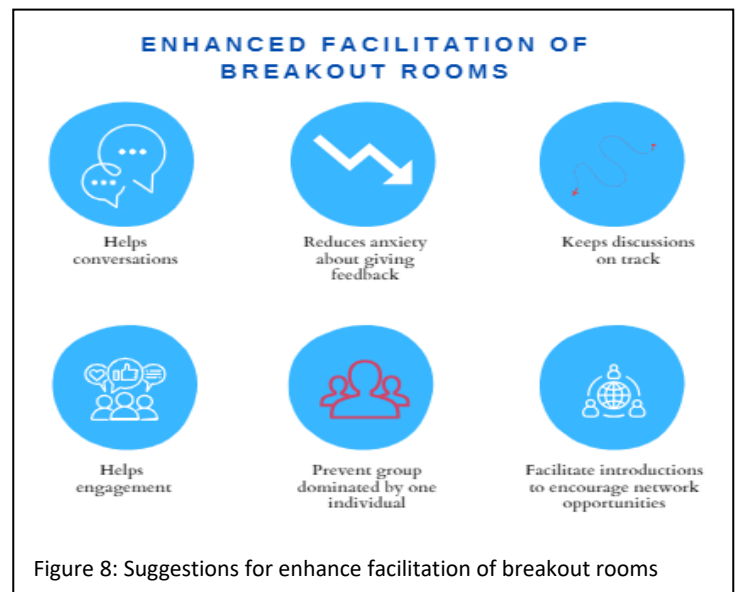 ENHANCED FACILITATION OF
BREAKOUT ROOMS
Helps
conversations
Reduces anxiety
about giving
feedback
Keeps discussions
on track
Helps
engagement
Prevent group
dominated by one
individual
Facilitate introductions
to encourage network
opportunities
Figure 8: Suggestions for enhance facilitation of breakout rooms